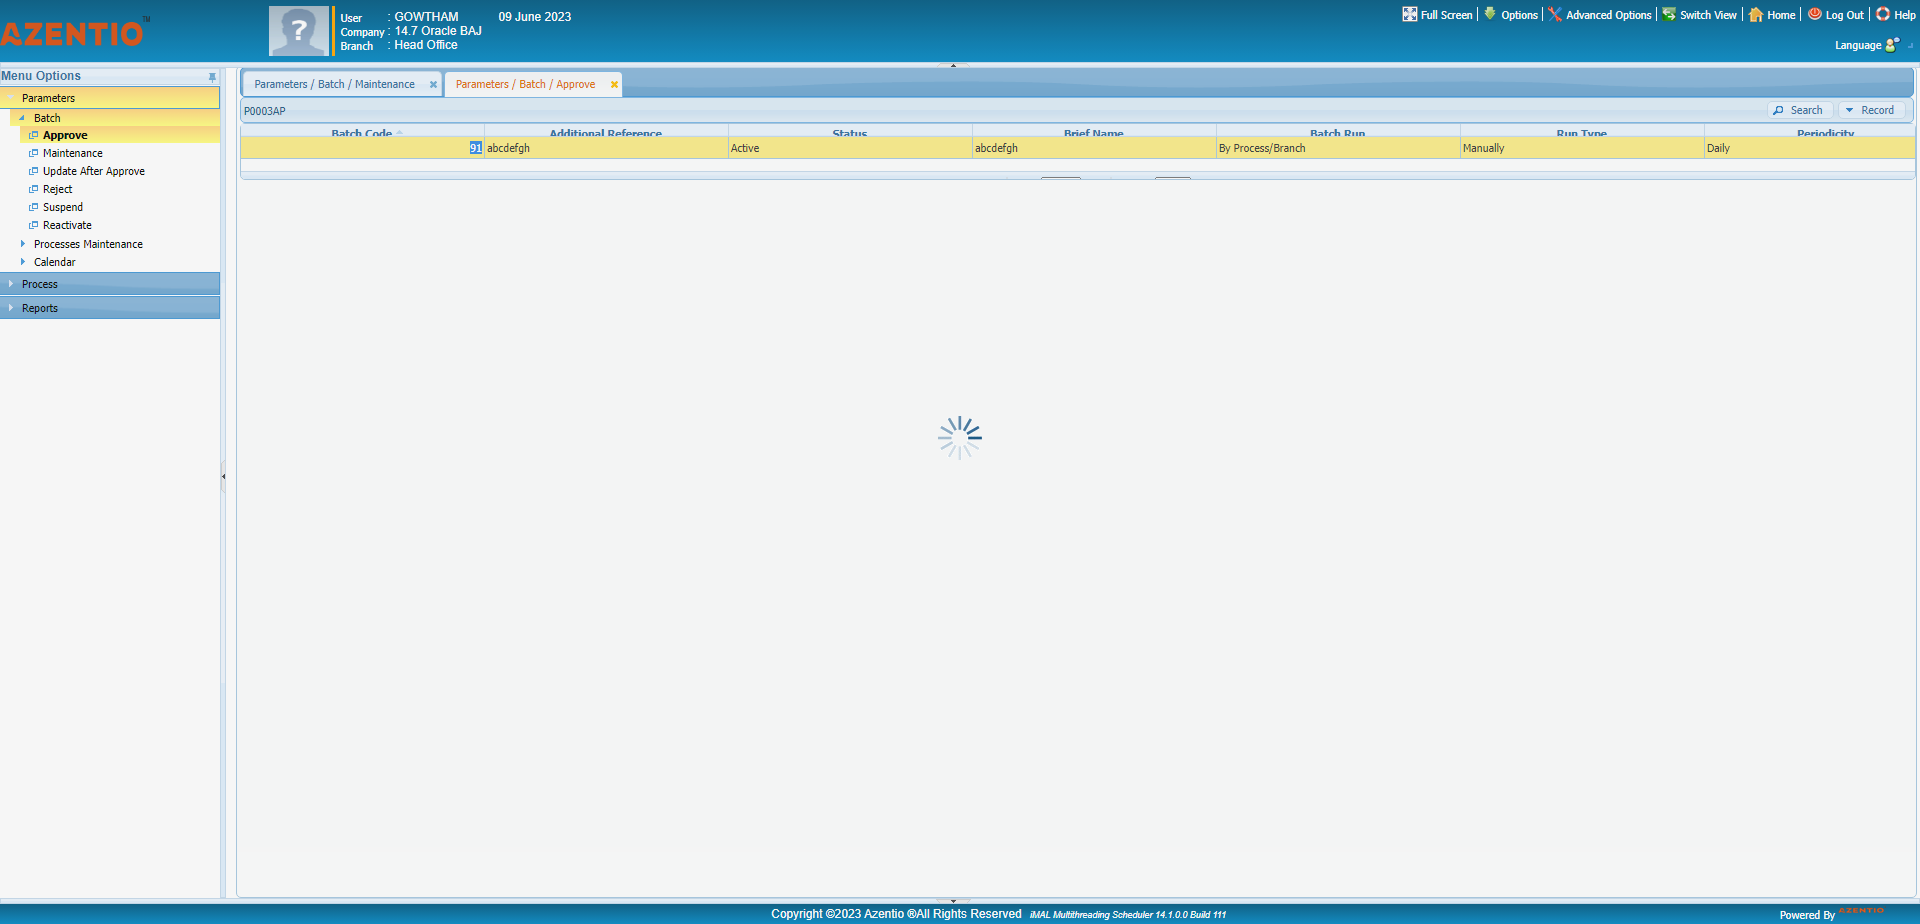 AZENTIO™
User : GOWTHAM 09 June 2023
Company : 14.7 Oracle BAJ
Branch : Head Office
Full Screen Options Advanced Options Switch View Home Log Out Help
Language
Menu Options
Parameters
Batch
Approve
Maintenance
Update After Approve
Reject
Suspend
Reactivate
Processes Maintenance
Calendar
Process
Reports
Parameters / Batch / Maintenance Parameters / Batch / Approve
P0003AP Search Record
Batch Code Additional Reference Status Brief Name Batch Run Run Type Periodicity
91 abcdefgh Active abcdefgh By Process/Branch Manually Daily
Copyright ©2023 Azentio ®All Rights Reserved iMAL Multithreading Scheduler 14.1.0.0 Build 111
Powered By AZENTIO